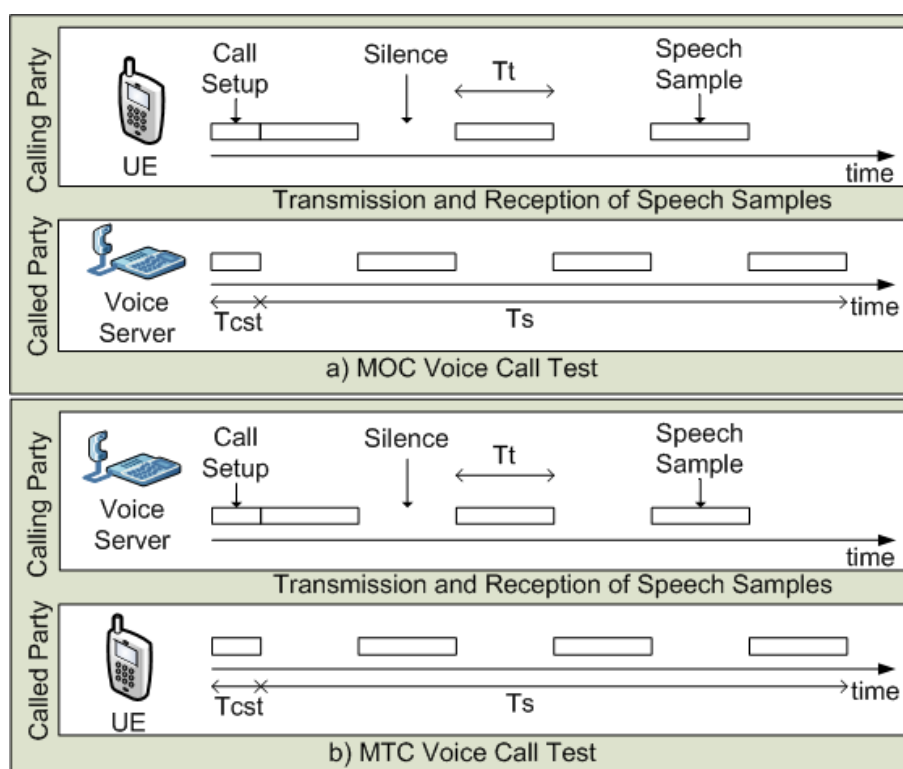 Calling Party
Call
Setup
Silence
Tt
Speech
Sample
UE
time
Transmission and Reception of Speech Samples
Called Party
Voice
Server
Tcst
Ts
time
a) MOC Voice Call Test
Calling Party
Call
Setup
Silence
Tt
Speech
Sample
Voice
Server
time
Transmission and Reception of Speech Samples
Called Party
UE
Tcst
Ts
time
b) MTC Voice Call Test